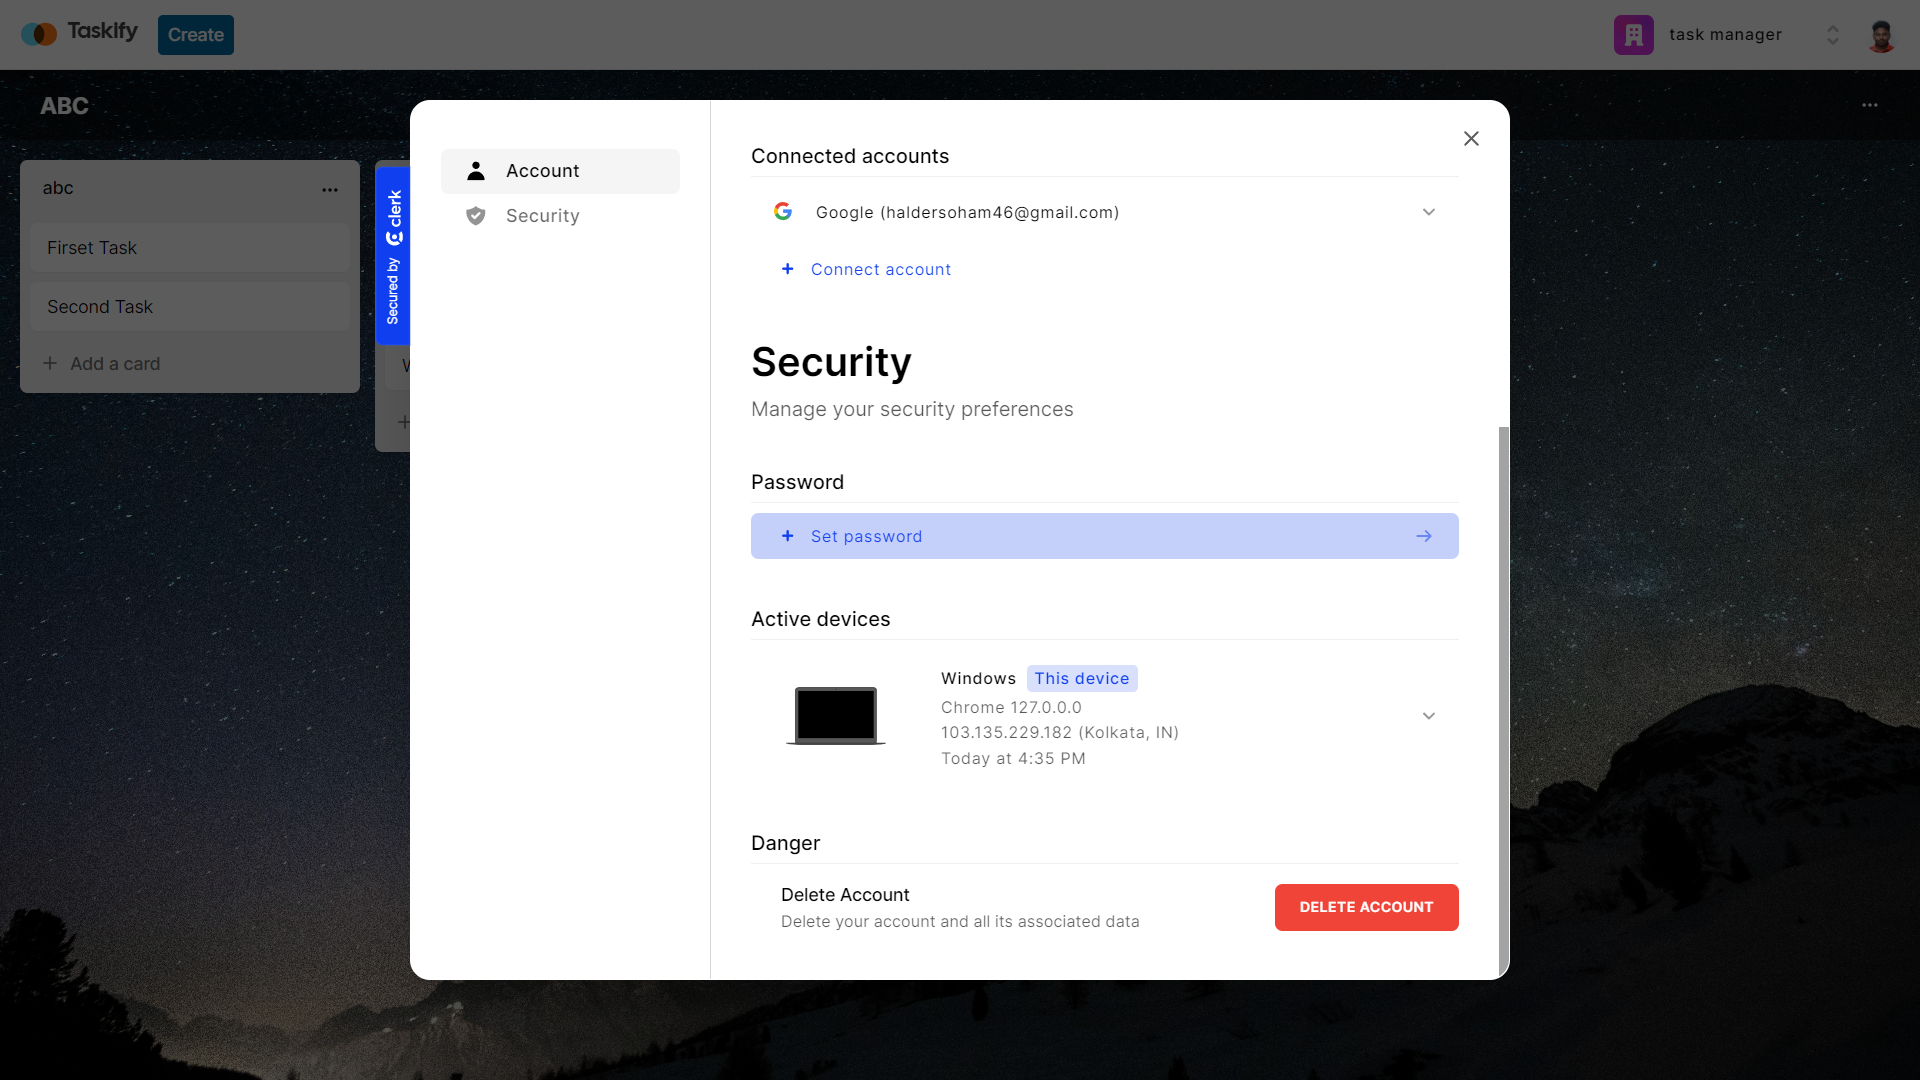 Taskify
Create
task manager
ABC
abc
Firset Task
Second Task
Add a card
Secured by clerk
Account
Security
Connected accounts
Google (haldersoham46@gmail.com)
Connect account
Security
Manage your security preferences
Password
Set password
Active devices
Windows This device
Chrome 127.0.0.0
103.135.229.182 (Kolkata, IN)
Today at 4:35 PM
Danger
Delete Account
Delete your account and all its associated data
DELETE ACCOUNT